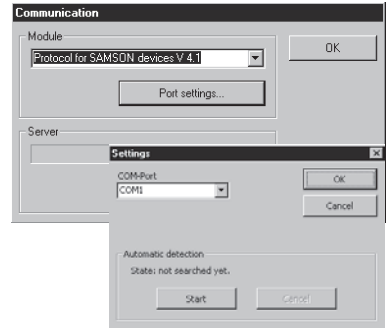 Communication
Module
Protocol for SAMSON devices V 4.1
OK
Port settings...
Server
Settings
COM-Port
COM1
OK
Cancel
Automatic detection
State: not searched yet.
Start
Cancel